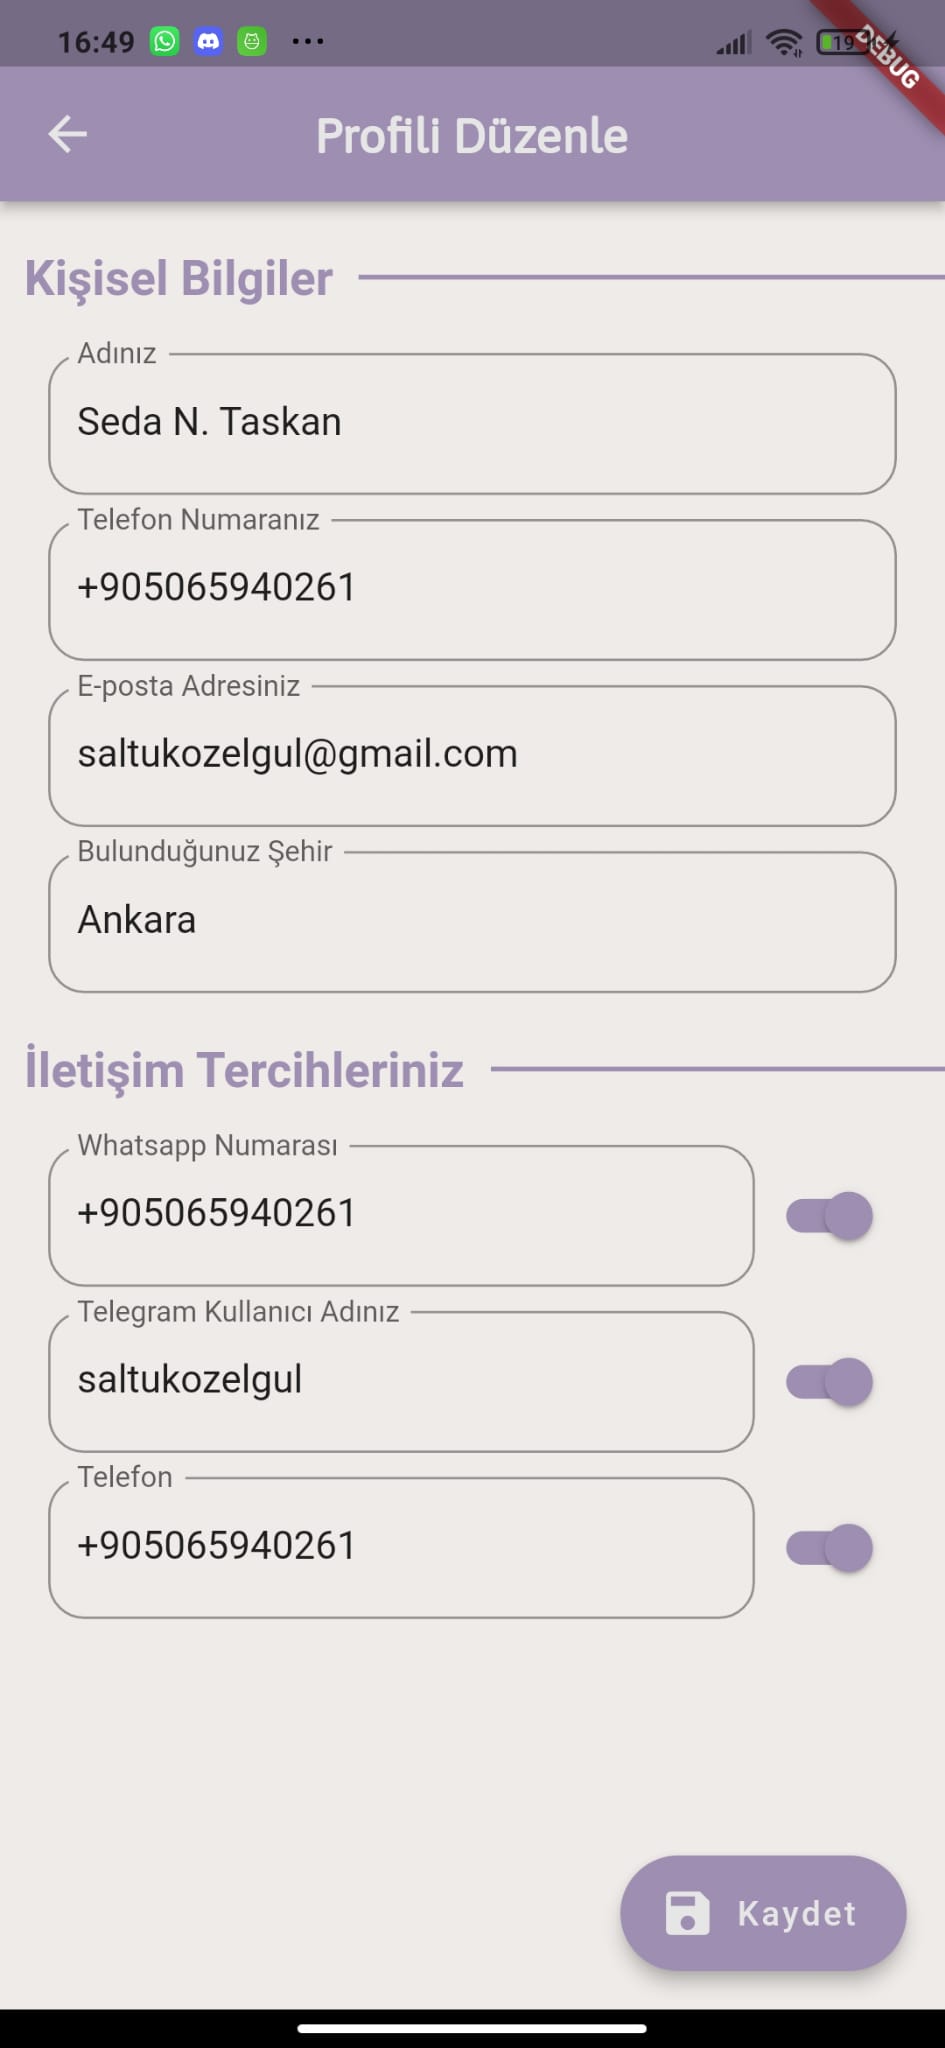 16:49
19
DEBUG
Profili Düzenle
Kişisel Bilgiler
Adınız
Seda N. Taskan
Telefon Numaranız
+905065940261
E-posta Adresiniz
saltukozelgul@gmail.com
Bulunduğunuz Şehir
Ankara
İletişim Tercihleriniz
Whatsapp Numarası
+905065940261
Telegram Kullanıcı Adınız
saltukozelgul
Telefon
+905065940261
Kaydet